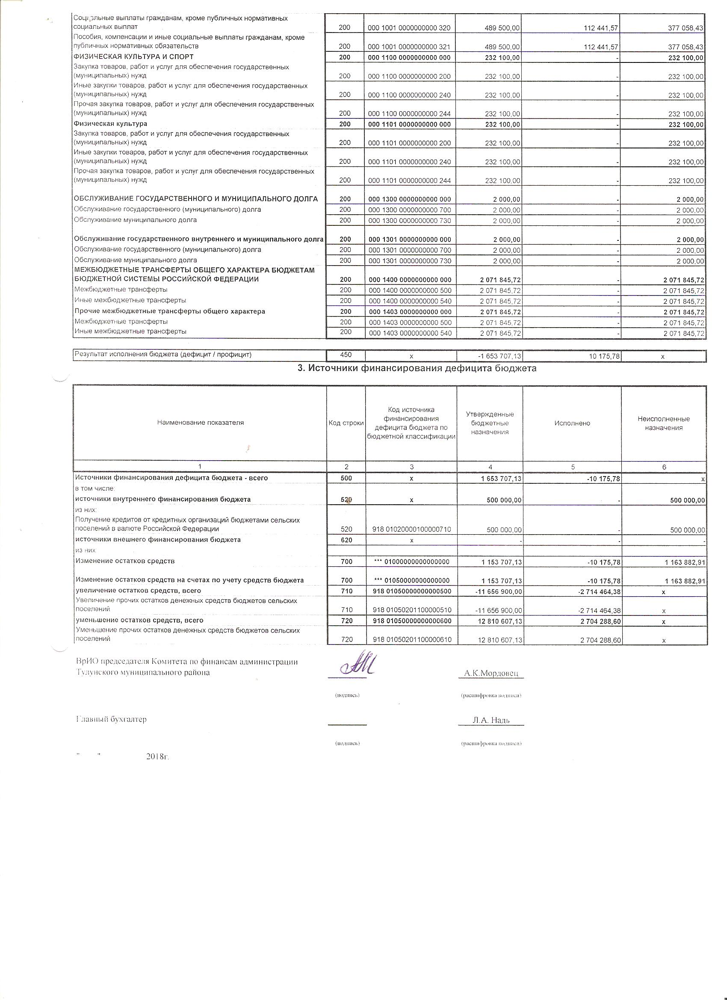 Социальные выплаты гражданам, кроме публичных нормативных
социальных выплат 200 000 1001 0000000000 320 489 500,00 112 441,57 377 058,43
Пособия, компенсации и иные социальные выплаты гражданам, кроме
публичных нормативных обязательств 200 000 1001 0000000000 321 489 500,00 112 441,57 377 058,43
ФИЗИЧЕСКАЯ КУЛЬТУРА И СПОРТ 200 000 1100 0000000000 000 232 100,00 - 232 100,00
Закупка товаров, работ и услуг для обеспечения государственных
(муниципальных) нужд 200 000 1100 0000000000 200 232 100,00 - 232 100,00
Иные закупки товаров, работ и услуг для обеспечения государственных
(муниципальных) нужд 200 000 1100 0000000000 240 232 100,00 - 232 100,00
Прочая закупка товаров, работ и услуг для обеспечения государственных
(муниципальных) нужд 200 000 1100 0000000000 244 232 100,00 - 232 100,00
Физическая культура 200 000 1101 0000000000 000 232 100,00 - 232 100,00
Закупка товаров, работ и услуг для обеспечения государственных
(муниципальных) нужд 200 000 1101 0000000000 200 232 100,00 - 232 100,00
Иные закупки товаров, работ и услуг для обеспечения государственных
(муниципальных) нужд 200 000 1101 0000000000 240 232 100,00 - 232 100,00
Прочая закупка товаров, работ и услуг для обеспечения государственных
(муниципальных) нужд 200 000 1101 0000000000 244 232 100,00 - 232 100,00
ОБСЛУЖИВАНИЕ ГОСУДАРСТВЕННОГО И МУНИЦИПАЛЬНОГО ДОЛГА 200 000 1300 0000000000 000 2 000,00 - 2 000,00
Обслуживание государственного (муниципального) долга 200 000 1300 0000000000 700 2 000,00 - 2 000,00
Обслуживание муниципального долга 200 000 1300 0000000000 730 2 000,00 - 2 000,00
Обслуживание государственного внутреннего и муниципального долга 200 000 1301 0000000000 000 2 000,00 - 2 000,00
Обслуживание государственного (муниципального) долга 200 000 1301 0000000000 700 2 000,00 - 2 000,00
Обслуживание муниципального долга 200 000 1301 0000000000 730 2 000,00 - 2 000,00
МЕЖБЮДЖЕТНЫЕ ТРАНСФЕРТЫ ОБЩЕГО ХАРАКТЕРА БЮДЖЕТАМ
БЮДЖЕТНОЙ СИСТЕМЫ РОССИЙСКОЙ ФЕДЕРАЦИИ 200 000 1400 0000000000 000 2 071 845,72 - 2 071 845,72
Межбюджетные трансферты 200 000 1400 0000000000 500 2 071 845,72 - 2 071 845,72
Иные межбюджетные трансферты 200 000 1400 0000000000 540 2 071 845,72 - 2 071 845,72
Прочие межбюджетные трансферты общего характера 200 000 1403 0000000000 000 2 071 845,72 - 2 071 845,72
Межбюджетные трансферты 200 000 1403 0000000000 500 2 071 845,72 - 2 071 845,72
Иные межбюджетные трансферты 200 000 1403 0000000000 540 2 071 845,72 - 2 071 845,72
Результат исполнения бюджета (дефицит / профицит) 450 х -1 653 707,13 10 175,78 х
3. Источники финансирования дефицита бюджета
Наименование показателя
Код строки
Код источника
финансирования
дефицита бюджета по
бюджетной классификации
Утвержденные
бюджетные
назначения
Исполнено
Неисполненные
назначения
1 2 3 4 5 6
Источники финансирования дефицита бюджета - всего 500 х 1 653 707,13 -10 175,78 х
в том числе:
источники внутреннего финансирования бюджета 520 х 500 000,00 - 500 000,00
из них:
Получение кредитов от кредитных организаций бюджетами сельских
поселений в валюте Российской Федерации 520 918 01020000100000710 500 000,00 - 500 000,00
источники внешнего финансирования бюджета 620 х - - -
из них
Изменение остатков средств 700 *** 01000000000000000 1 153 707,13 -10 175,78 1 163 882,91
Изменение остатков средств на счетах по учету средств бюджета 700 *** 01050000000000000 1 153 707,13 -10 175,78 1 163 882,91
увеличение остатков средств, всего 710 918 01050000000000500 -11 656 900,00 -2 714 464,38 х
Увеличение прочих остатков денежных средств бюджетов сельских
поселений 710 918 01050201100000510 -11 656 900,00 -2 714 464,38 х
уменьшение остатков средств, всего 720 918 01050000000000600 12 810 607,13 2 704 288,60 х
Уменьшение прочих остатков денежных средств бюджетов сельских
поселений 720 918 01050201100000610 12 810 607,13 2 704 288,60 х
ВрИО председателя Комитета по финансам администрации
Тулунского муниципального района А.К.Мордовец
(подпись) (расшифровка подписи)
Главный бухгалтер Л.А. Надь
(подпись) (расшифровка подписи)
" " 2018г.